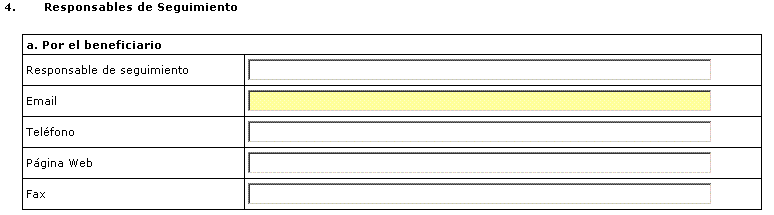 4. Responsables de Seguimiento
a. Por el beneficiario
Responsable de seguimiento
Email
Teléfono
Página Web
Fax